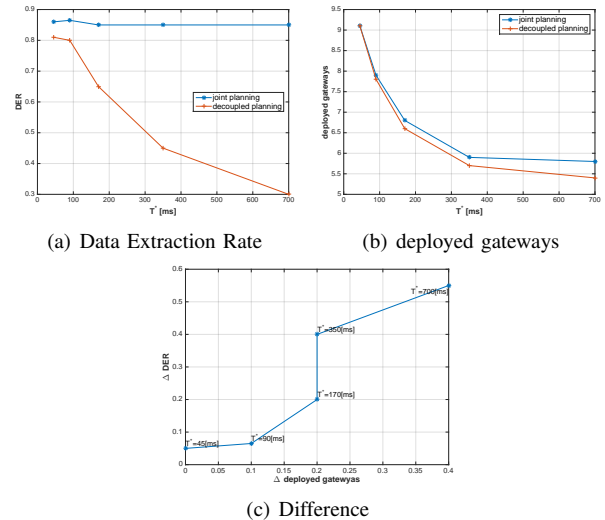 0.9
0.8
0.7
0.6
0.5
0.4
0.3
DER
0 100 200 300 400 500 600 700
T* [ms]
joint planning
decoupled planning
(a) Data Extraction Rate
9.5
9
8.5
8
7.5
7
6.5
6
5.5
5
deployed gateways
0 100 200 300 400 500 600 700
T* [ms]
joint planning
decoupled planning
(b) deployed gateways
0.6
0.5
0.4
0.3
0.2
0.1
0
Δ DER
T*=700[ms]
T*=350[ms]
T*=170[ms]
T*=90[ms]
T*=45[ms]
0 0.05 0.1 0.15 0.2 0.25 0.3 0.35 0.4
Δ deployed gatewyas
(c) Difference